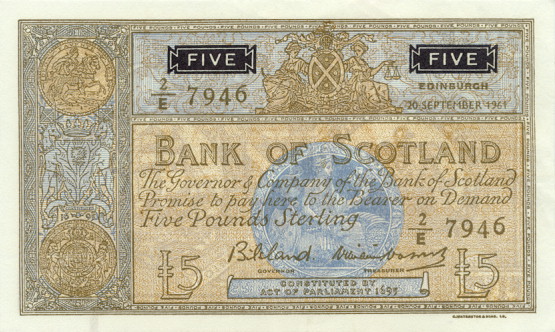 FIVE
FIVE
EDINBURGH
20 SEPTEMBER 1961
2/E 7946
BANK OF SCOTLAND
The Governor & Company of the Bank of Scotland
Promise to pay here to the Bearer on Demand
Five Pounds Sterling
2/E 7946
GOVERNOR
TREASURER
£5
£5
CONSTITUTED BY
ACT OF PARLIAMENT 1695